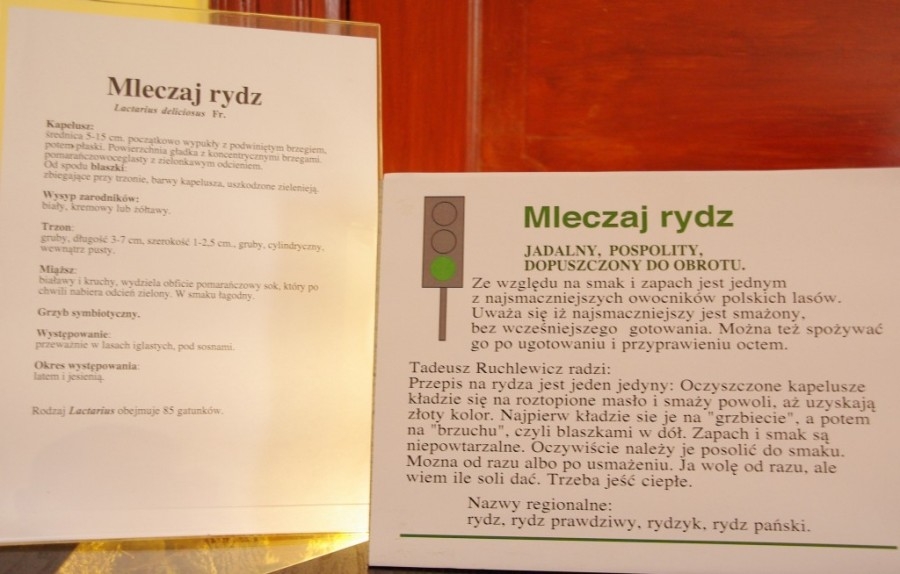 Mleczaj rydz
Lactarius deliciosus Fr.
Kapelusz:
średnica 5-15 cm. początkowo wypukły z podwiniętym brzegiem,
potem płaski. Powierzchnia gładka z koncentrycznymi brzegami.
pomarańczowoceglasty z zielonkawym odcieniem.
Od spodu blaszki:
zbiegające przy trzonie, barwy kapelusza, uszkodzone zielenieją.
Wysyp zarodników:
biały, kremowy lub żółtawy.
Trzon:
gruby, długość 3-7 cm, szerokość 1-2,5 cm., gruby, cylindryczny,
wewnątrz pusty.
Miąższ:
białawy i kruchy, wydziela obficie pomarańczowy sok, który po
chwili nabiera odcień zielony. W smaku łagodny.
Grzyb symbiotyczny.
Występowanie:
przeważnie w lasach iglastych, pod sosnami.
Okres występowania:
latem i jesienią.
Rodzaj Lactarius obejmuje 85 gatunków.
Mleczaj rydz
JADALNY, POSPOLITY,
DOPUSZCZONY DO OBROTU.
Ze względu na smak i zapach jest jednym
z najsmaczniejszych owocników polskich lasów.
Uważa się iż najsmaczniejszy jest smażony,
bez wcześniejszego gotowania. Można też spożywać
go po ugotowaniu i przyprawieniu octem.
Tadeusz Ruchlewicz radzi:
Przepis na rydza jest jeden jedyny: Oczyszczone kapelusze
kładzie się na roztopione masło i smaży powoli, aż uzyskają
złoty kolor. Najpierw kładzie sie je na "grzbiecie", a potem
na "brzuchu", czyli blaszkami w dół. Zapach i smak są
niepowtarzalne. Oczywiście należy je posolić do smaku.
Mozna od razu albo po usmażeniu. Ja wolę od razu, ale
wiem ile soli dać. Trzeba jeść ciepłe.
Nazwy regionalne:
rydz, rydz prawdziwy, rydzyk, rydz pański.